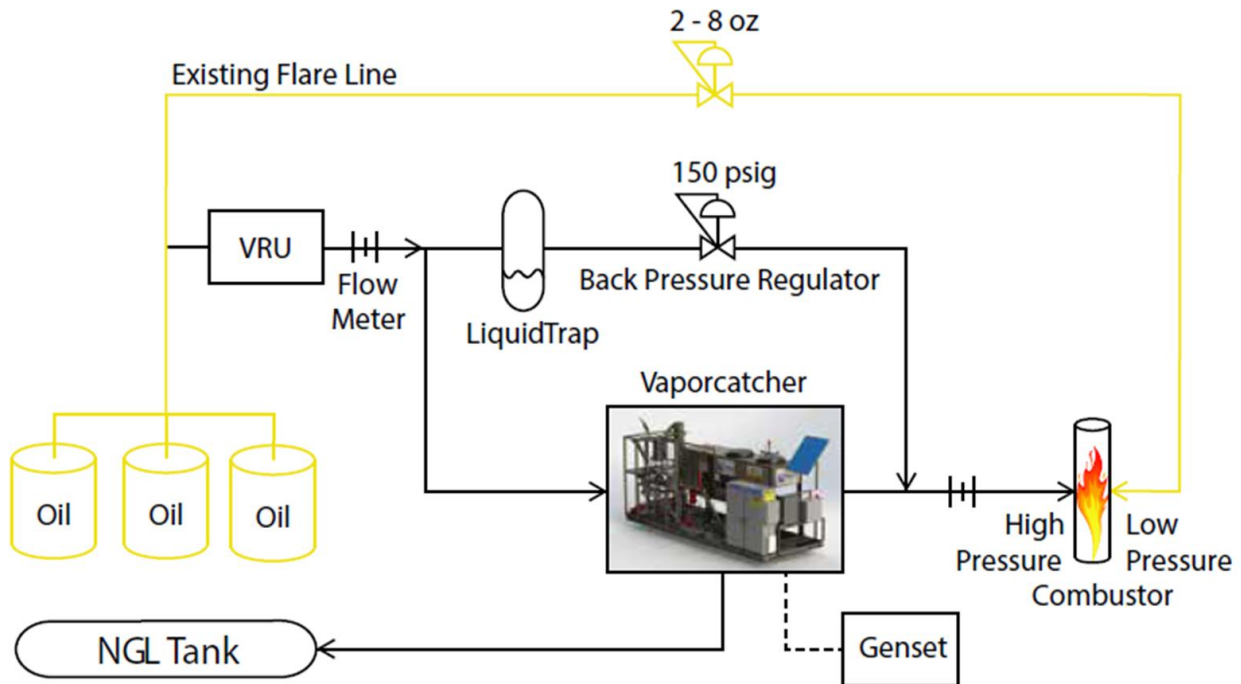 2 - 8 oz
Existing Flare Line
150 psig
VRU
Flow
Meter
Back Pressure Regulator
LiquidTrap
Vaporcatcher
Oil
Oil
Oil
High
Pressure
Low
Pressure
Combustor
NGL Tank
Genset